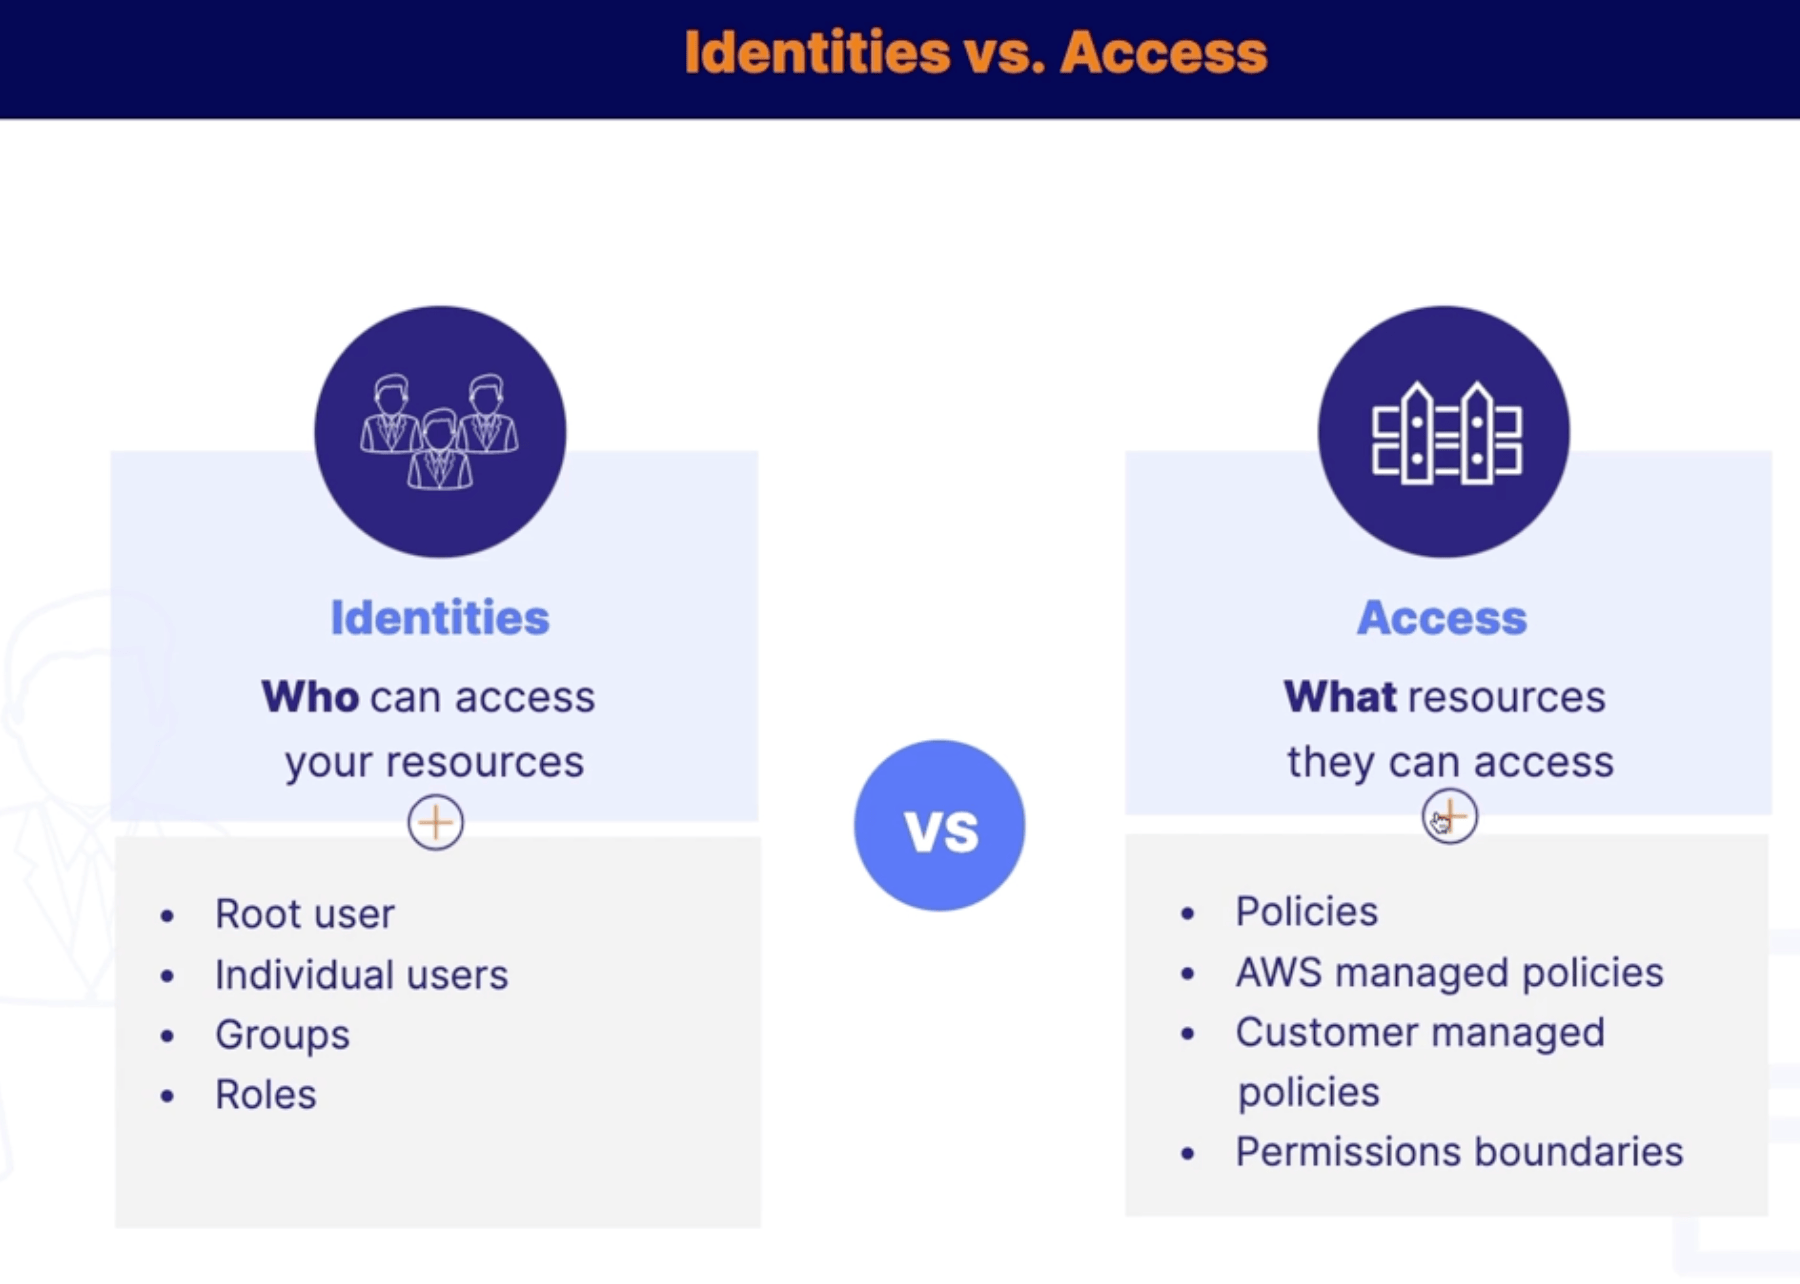 Identities vs. Access
Identities
Who can access
your resources
• Root user
• Individual users
• Groups
• Roles
VS
Access
What resources
they can access
• Policies
• AWS managed policies
• Customer managed
policies
• Permissions boundaries